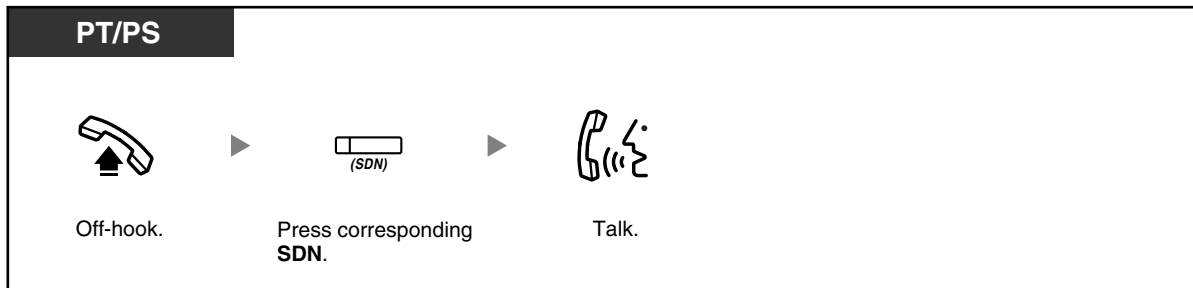 PT/PS
(SDN)
Off-hook.
Press corresponding
SDN.
Talk.